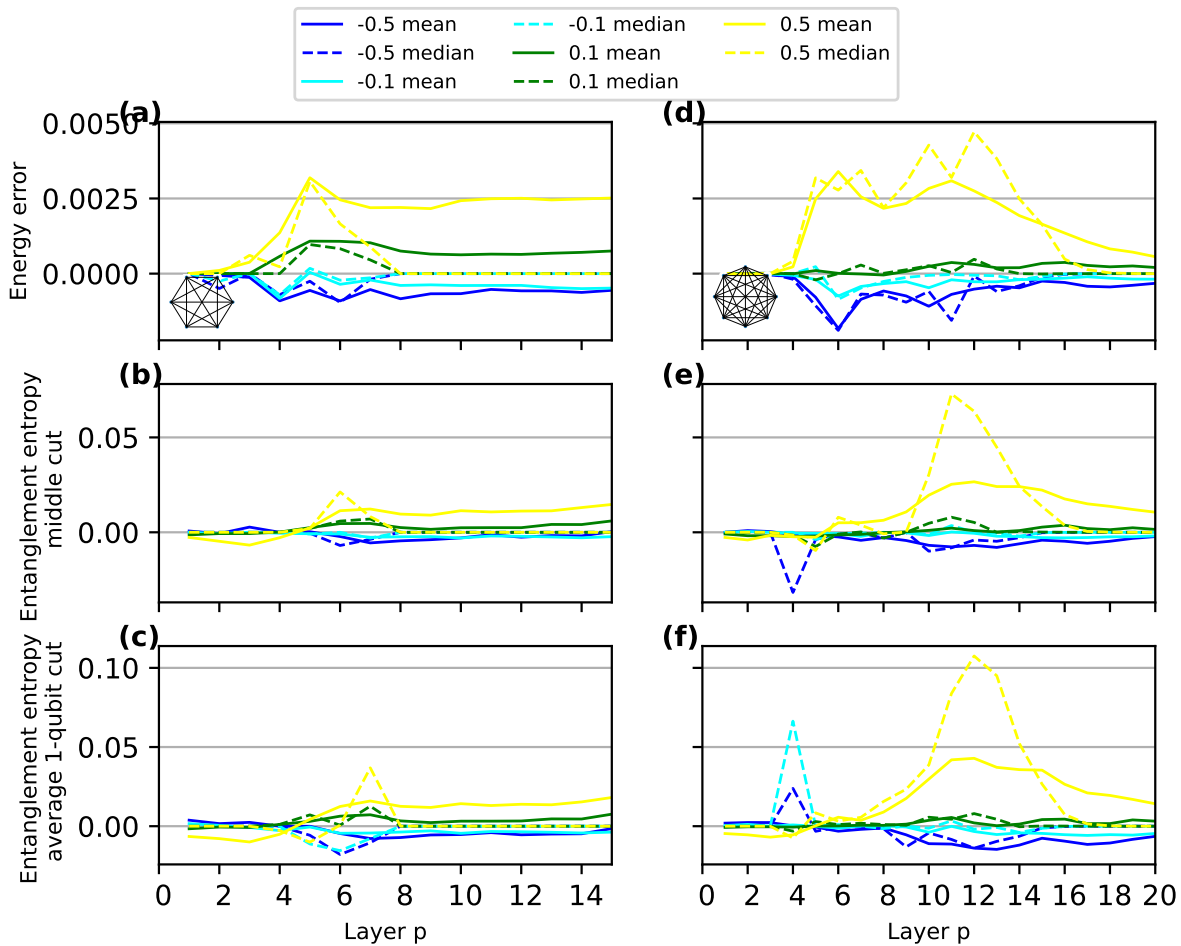 -0.5 mean
-0.5 median
-0.1 mean
-0.1 median
0.1 mean
0.1 median
0.5 mean
0.5 median
(a)
0.0050
0.0025
0.0000
Energy error
(d)
(b)
0.05
0.00
Entanglement entropy
middle cut
(e)
(c)
0.10
0.05
0.00
Entanglement entropy
average 1-qubit cut
0 2 4 6 8 10 12 14
Layer p
(f)
0 2 4 6 8 10 12 14 16 18 20
Layer p